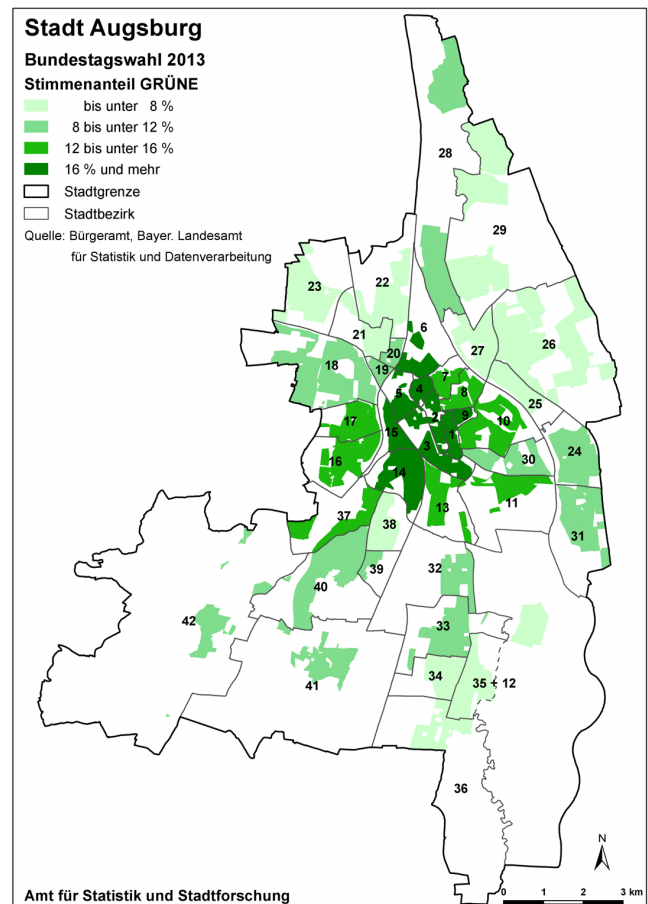 Stadt Augsburg
Bundestagswahl 2013
Stimmenanteil GRÜNE
bis unter 8 %
8 bis unter 12 %
12 bis unter 16 %
16 % und mehr
Stadtgrenze
Stadtbezirk
Quelle: Bürgeramt, Bayer. Landesamt
für Statistik und Datenverarbeitung
28
29
22
23
6
21
26
20
27
18
19
7
4
5
8
25
2
9
17
10
15
1
3
24
16
30
14
11
13
37
38
31
39
32
40
42
33
34
35 + 12
41
36
N
0 1 2 3 km
Amt für Statistik und Stadtforschung